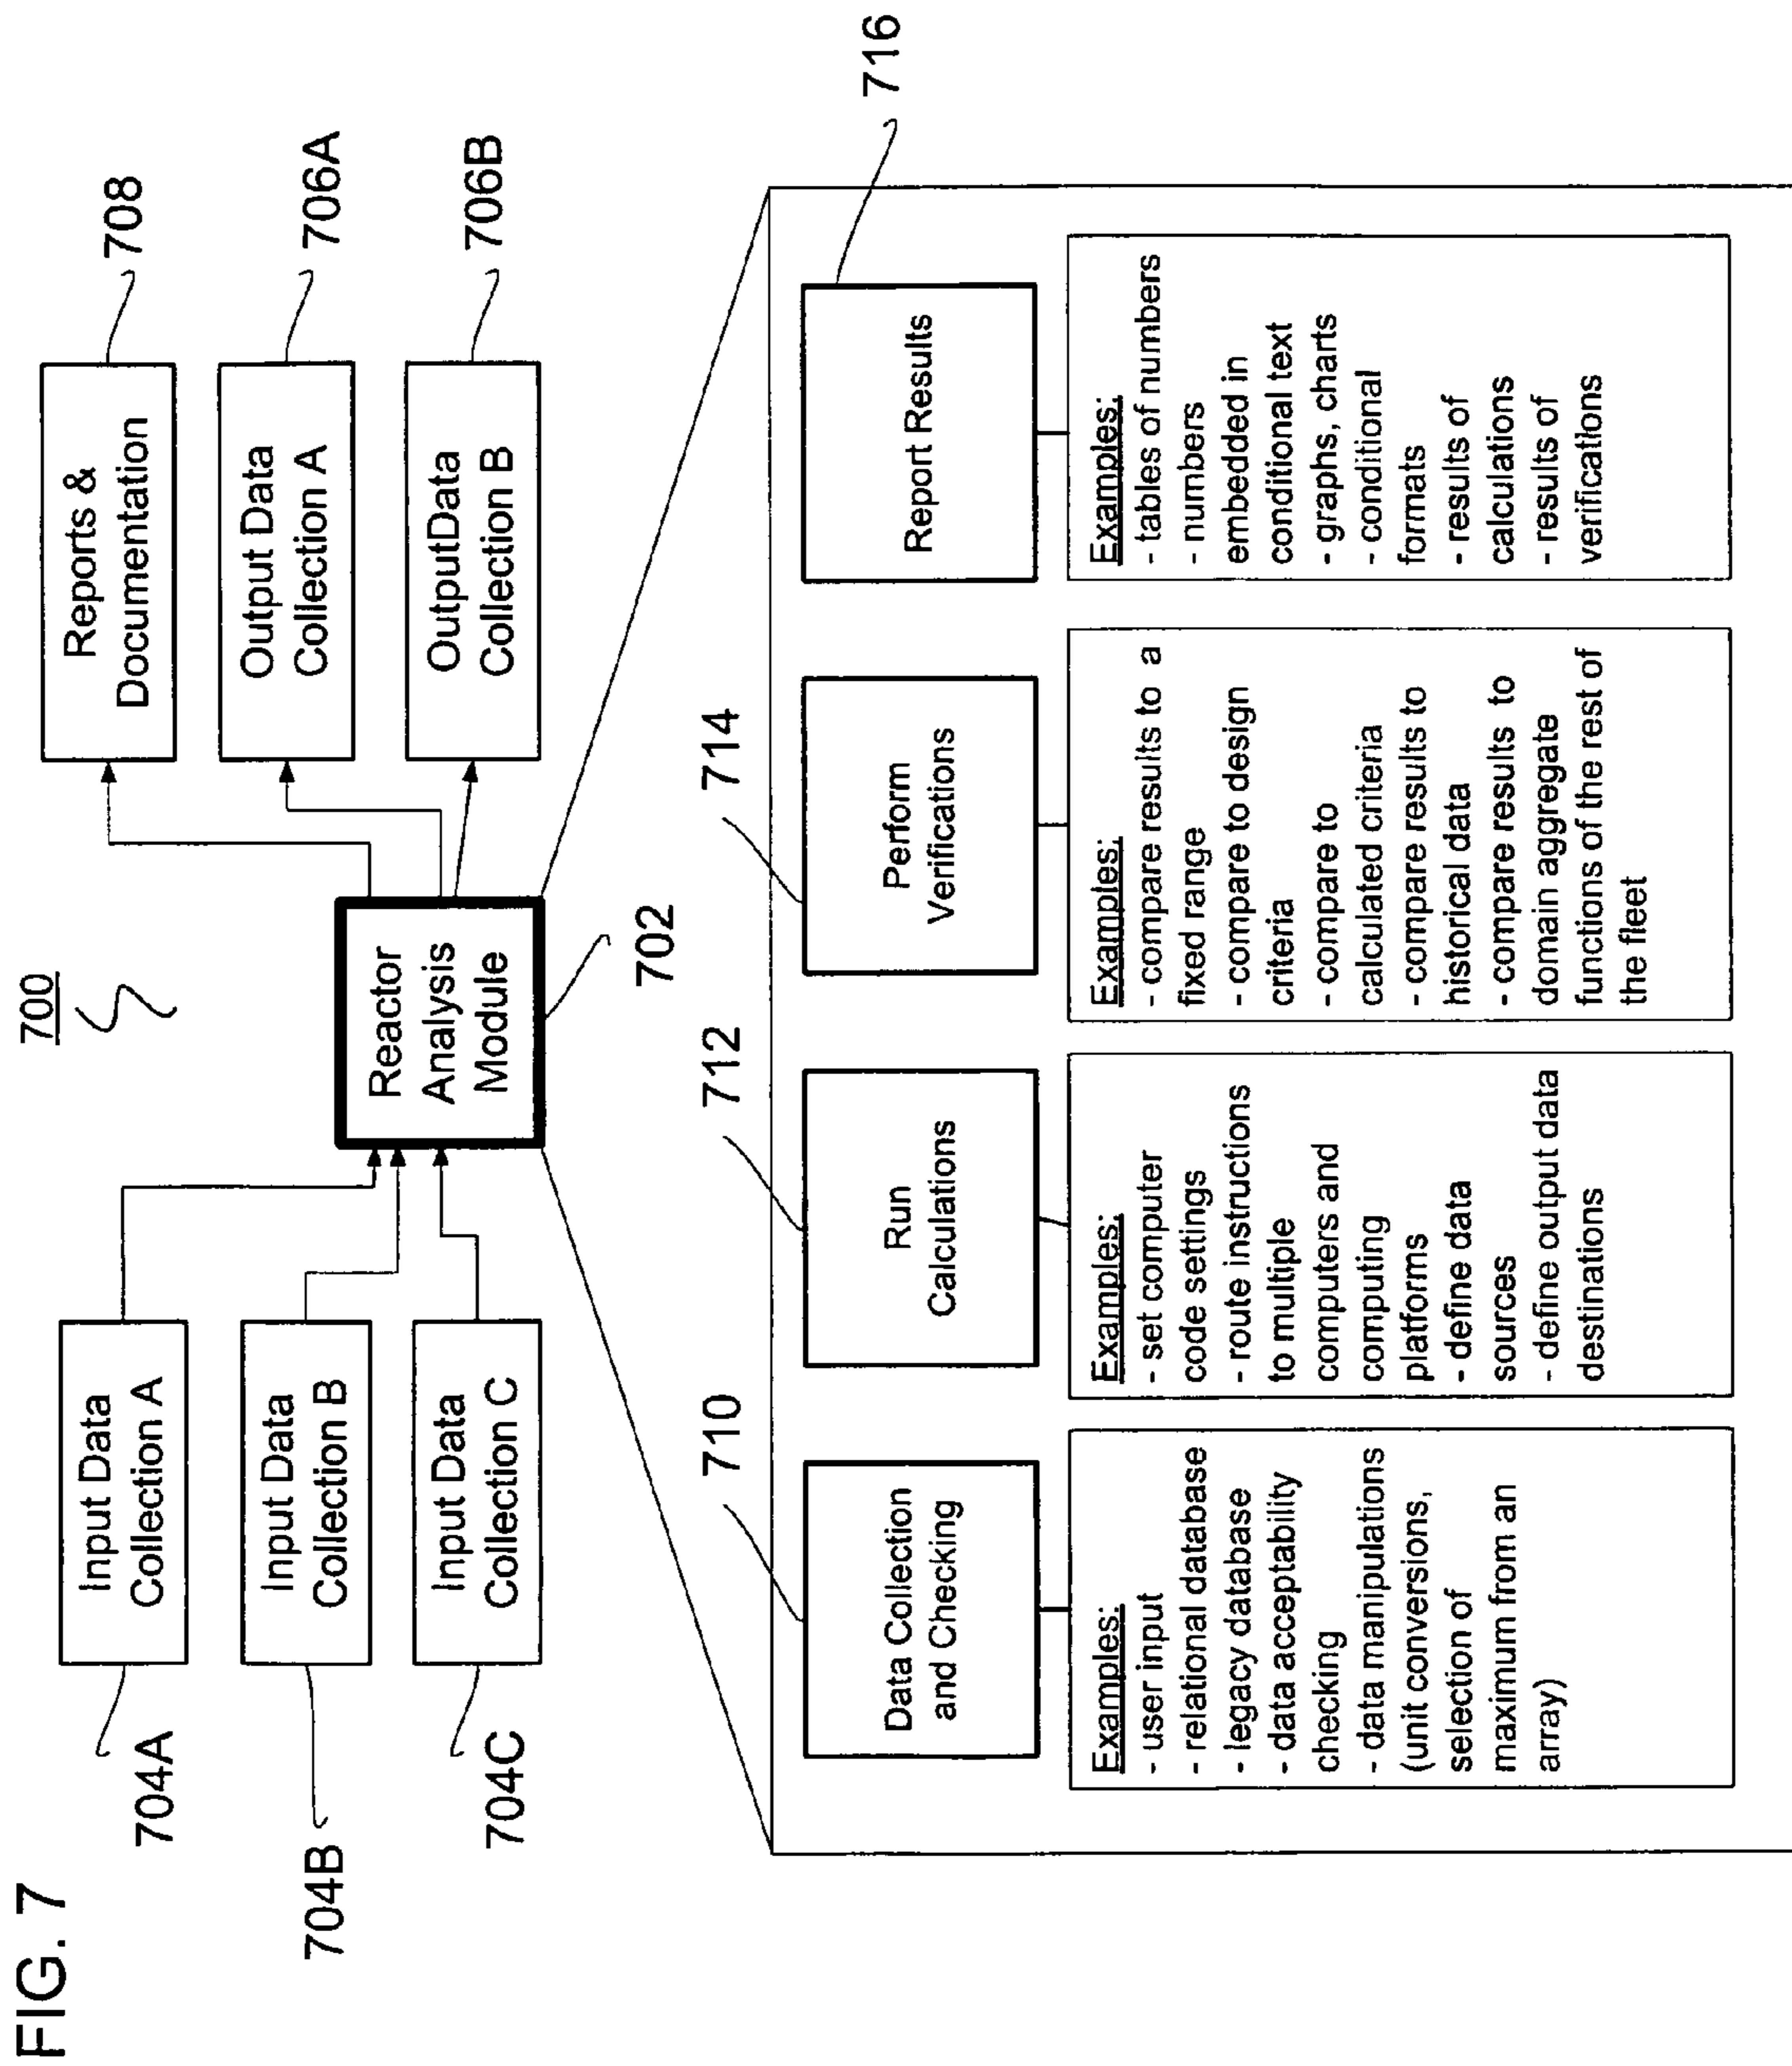 FIG. 7
700
704A
Input Data
Collection A
704B
Input Data
Collection B
704C
Input Data
Collection C
Reactor
Analysis
Module
702
Reports &
Documentation
708
Output Data
Collection A
706A
OutputData
Collection B
706B
710
Data Collection
and Checking
Examples:
- user input
- relational database
- legacy database
- data acceptability
checking
- data manipulations
(unit conversions,
selection of
maximum from an
array)
712
Run
Calculations
Examples:
- set computer
code settings
- route instructions
to multiple
computers and
computing
platforms
- define data
sources
- define output data
destinations
714
Perform
Verifications
Examples:
- compare results to a
fixed range
- compare to design
criteria
- compare to
calculated criteria
- compare results to
historical data
- compare results to
domain aggregate
functions of the rest of
the fleet
716
Report Results
Examples:
- tables of numbers
- numbers
embedded in
conditional text
- graphs, charts
- conditional
formats
- results of
calculations
- results of
verifications